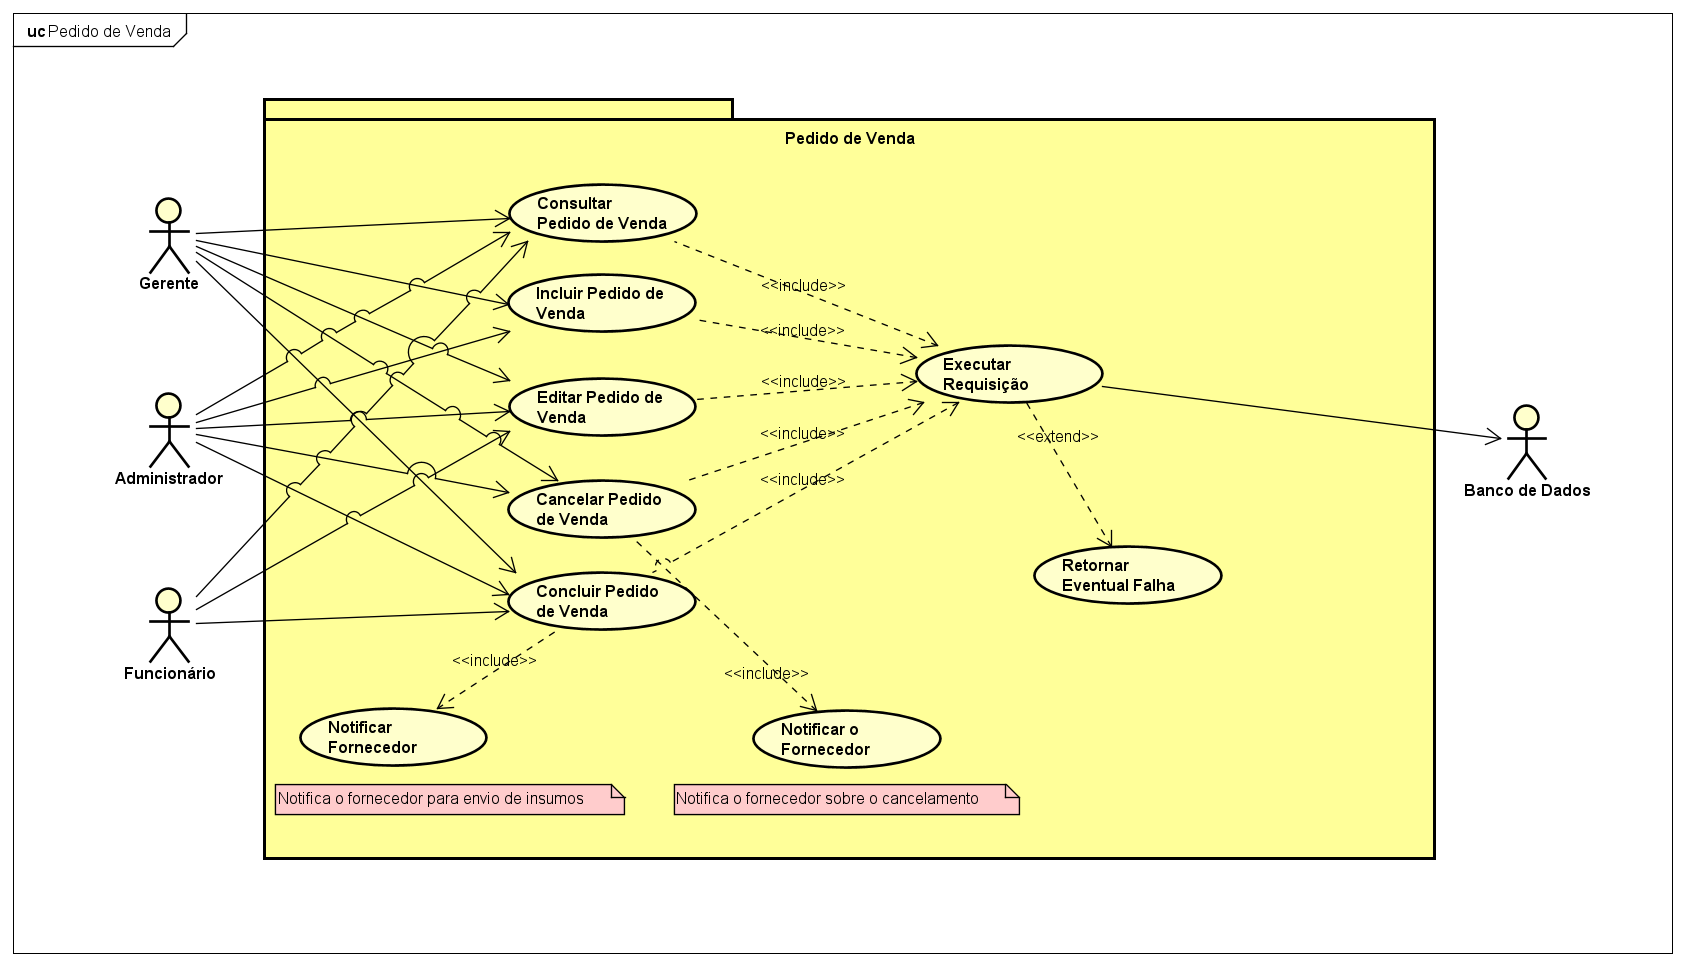 uc Pedido de Venda
Pedido de Venda
Consultar
Pedido de Venda
Gerente
<<include>>
Incluir Pedido de
Venda
<<include>>
Executar
Requisição
<<include>>
Editar Pedido de
Venda
<<include>>
<<extend>>
Administrador
<<include>>
Banco de Dados
Cancelar Pedido
de Venda
Retornar
Eventual Falha
Concluir Pedido
de Venda
Funcionário
<<include>>
<<include>>
Notificar
Fornecedor
Notificar o
Fornecedor
Notifica o fornecedor para envio de insumos
Notifica o fornecedor sobre o cancelamento